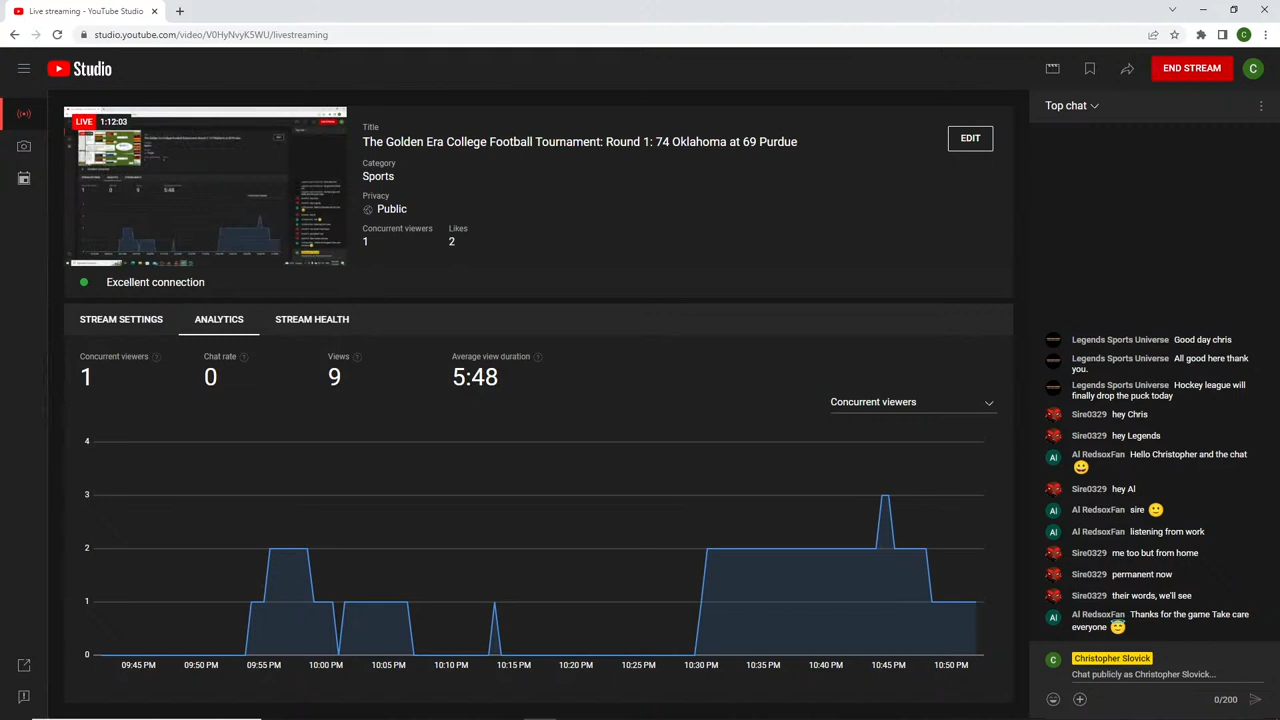 Live streaming - YouTube Studio
studio.youtube.com/video/V0HyNvyK5WU/livestreaming
C
Studio
END STREAM
C
LIVE 1:12:03
Title
The Golden Era College Football Tournament: Round 1: 74 Oklahoma at 69 Purdue
EDIT
Category
Sports
Privacy
Public
Concurrent viewers Likes
1 2
Excellent connection
STREAM SETTINGS ANALYTICS STREAM HEALTH
Concurrent viewers Chat rate Views Average view duration
1 0 9 5:48
Concurrent viewers
4
3
2
1
0
09:45 PM 09:50 PM 09:55 PM 10:00 PM 10:05 PM 10:10 PM 10:15 PM 10:20 PM 10:25 PM 10:30 PM 10:35 PM 10:40 PM 10:45 PM 10:50 PM
Top chat
Legends Sports Universe Good day chris
Legends Sports Universe All good here thank
you.
Legends Sports Universe Hockey league will
finally drop the puck today
Sire0329 hey Chris
Sire0329 hey Legends
Al Al RedsoxFan Hello Christopher and the chat
😀
Sire0329 hey Al
Al Al RedsoxFan sire 🙂
Al Al RedsoxFan listening from work
Sire0329 me too but from home
Sire0329 permanent now
Sire0329 their words, we'll see
Al Al RedsoxFan Thanks for the game Take care
everyone 😇
C Christopher Slovick
Chat publicly as Christopher Slovick...
0/200